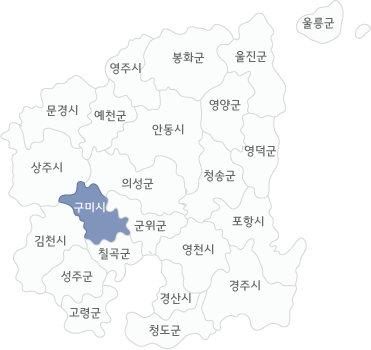 울릉군
봉화군
울진군
영주시
영양군
문경시
예천군
안동시
영덕군
상주시
청송군
의성군
구미시
포항시
군위군
김천시
영천시
칠곡군
성주군
경주시
경산시
고령군
청도군